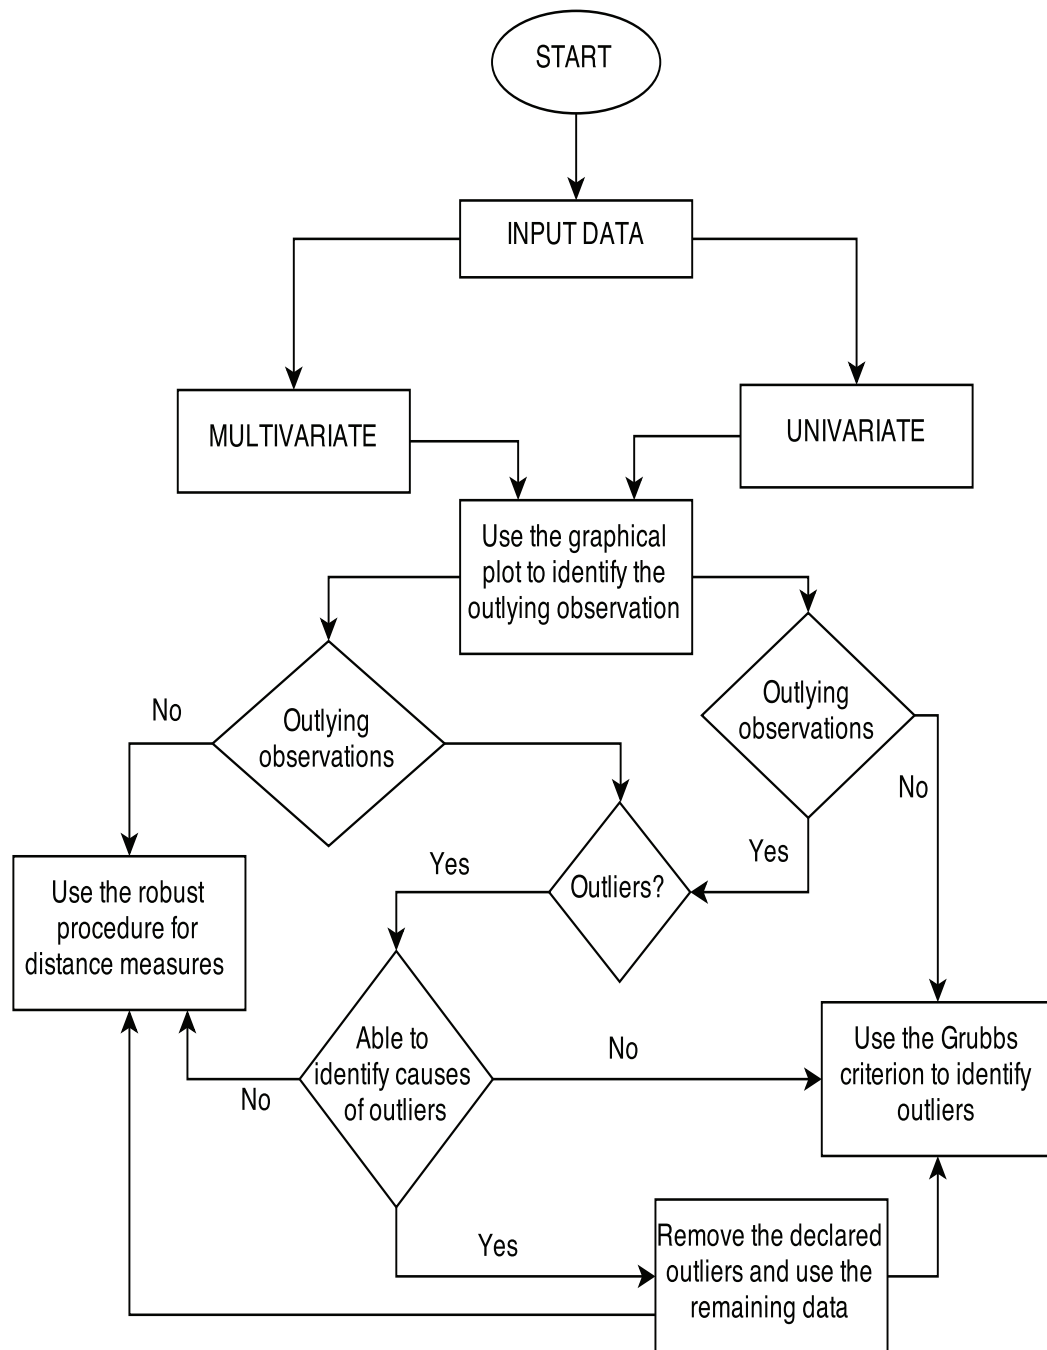 START
INPUT DATA
MULTIVARIATE
UNIVARIATE
Use the graphical
plot to identify the
outlying observation
No
Outlying
observations
Outlying
observations
No
Yes
Yes
Outliers?
Use the robust
procedure for
distance measures
Able to
identify causes
of outliers
No
No
Use the Grubbs
criterion to identify
outliers
Yes
Remove the declared
outliers and use the
remaining data